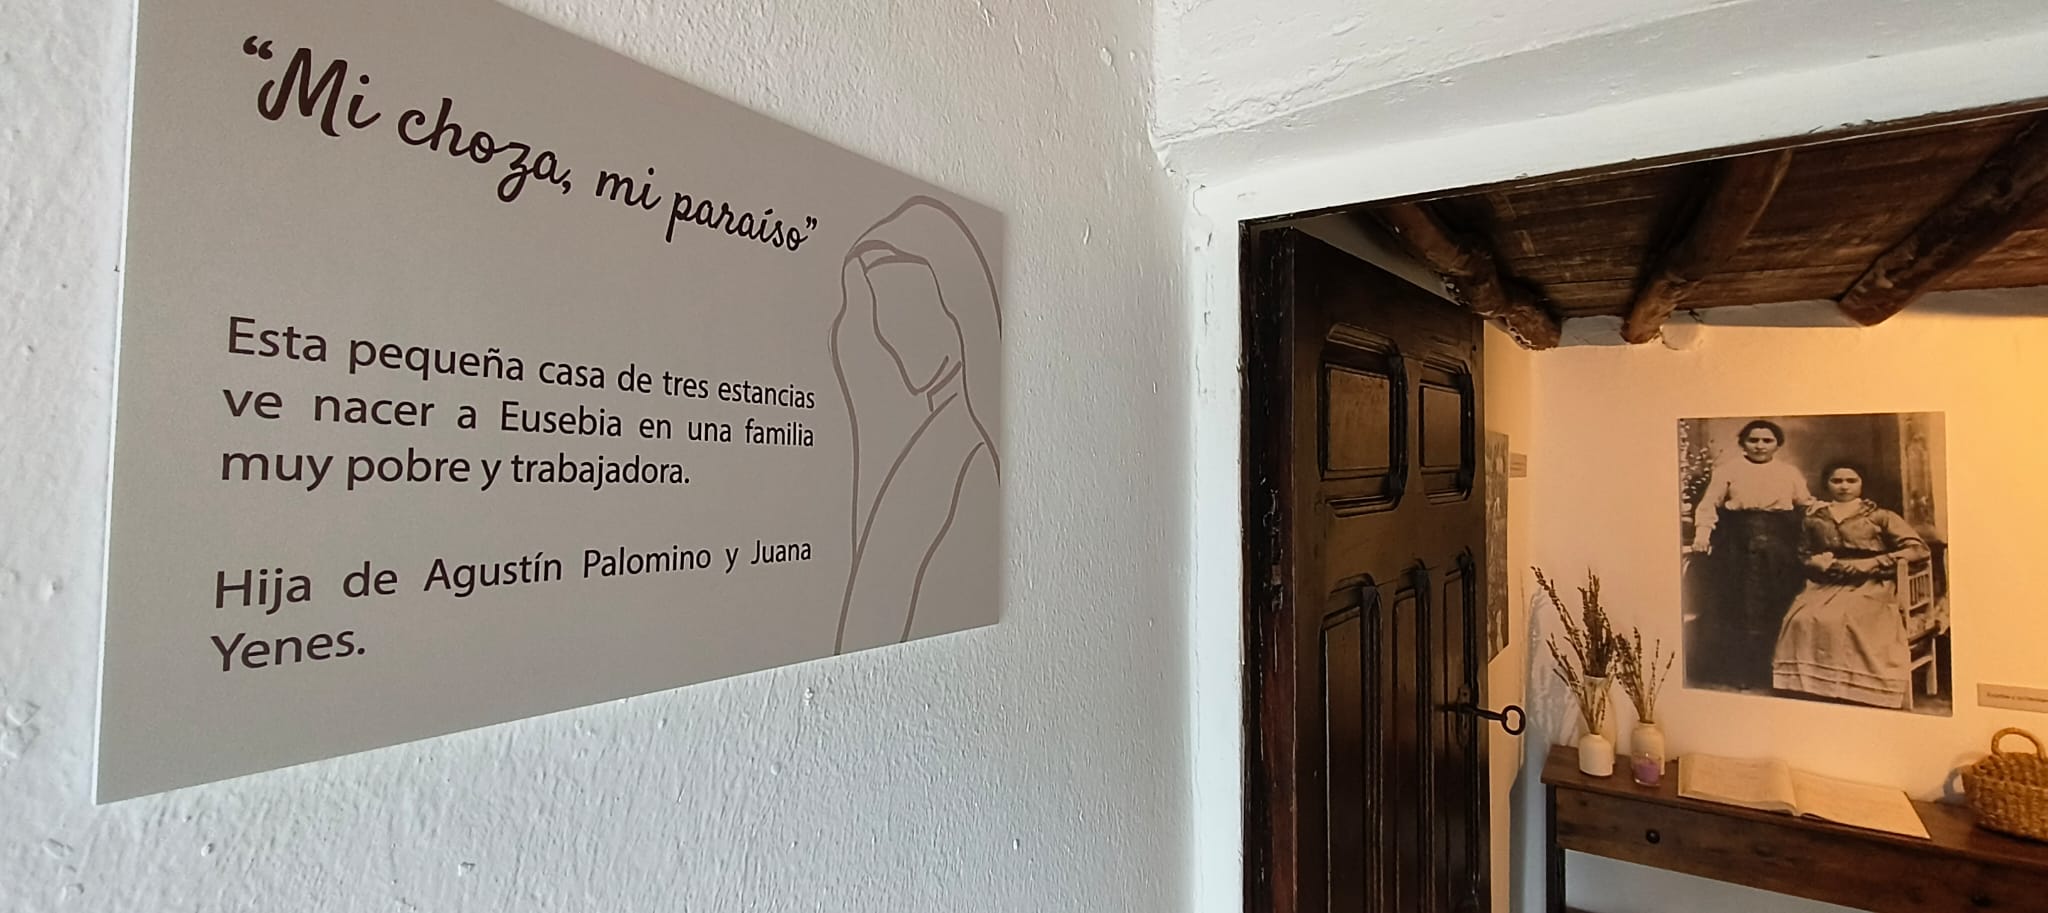 “Mi choza, mi paraíso”
Esta pequeña casa de tres estancias
ve nacer a Eusebia en una familia
muy pobre y trabajadora.
Hija de Agustín Palomino y Juana
Yenes.